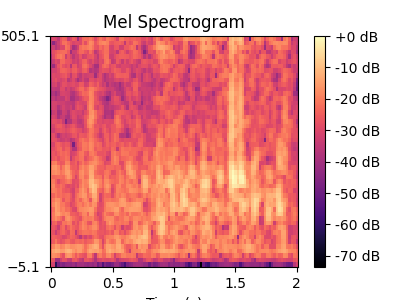 Mel Spectrogram
505.1
−5.1
0
0.5
1
1.5
2
+0 dB
-10 dB
-20 dB
-30 dB
-40 dB
-50 dB
-60 dB
-70 dB